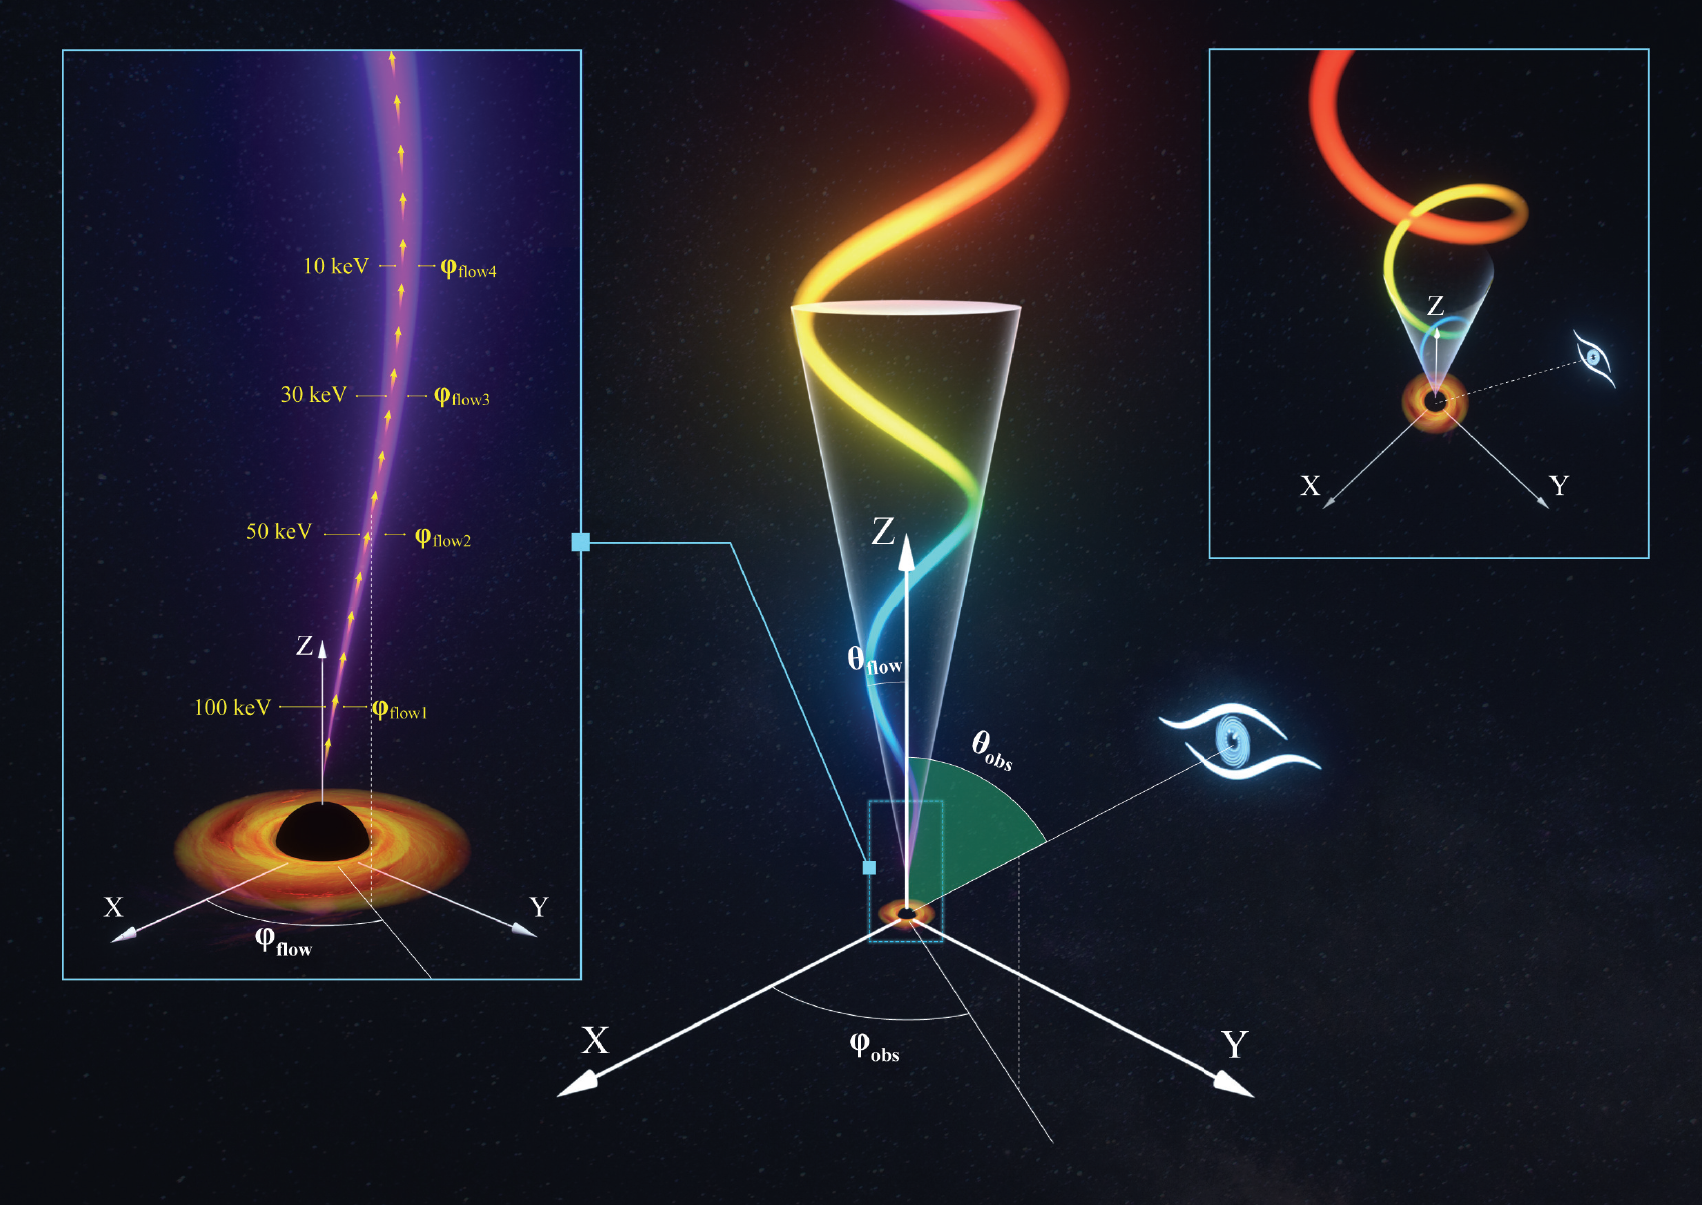 10 keV φflow4
30 keV φflow3
50 keV φflow2
Z
100 keV φflow1
X
Y
φflow
Z
θflow
θobs
X
Y
φobs
Z
X
Y